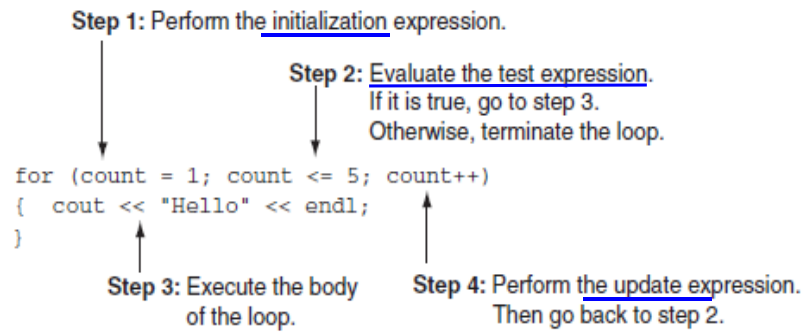 Step 1: Perform the initialization expression.
Step 2: Evaluate the test expression.
If it is true, go to step 3.
Otherwise, terminate the loop.
for (count = 1; count <= 5; count++)
{  cout << "Hello" << endl;
}
Step 3: Execute the body
of the loop.
Step 4: Perform the update expression.
Then go back to step 2.